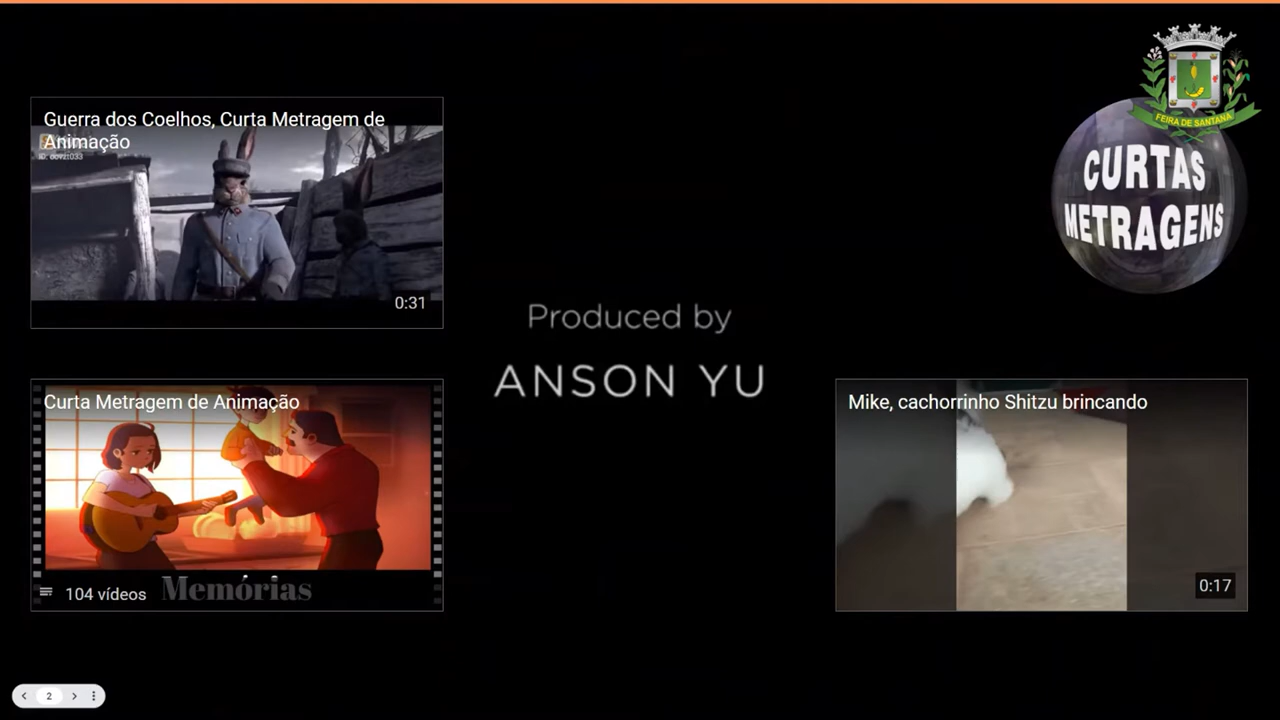 Guerra dos Coelhos, Curta Metragem de
Animação
0:31
FEIRA DE SANTANA
CURTAS
METRAGENS
Produced by
ANSON YU
Curta Metragem de Animação
104 vídeos
Memórias
Mike, cachorrinho Shitzu brincando
0:17
2